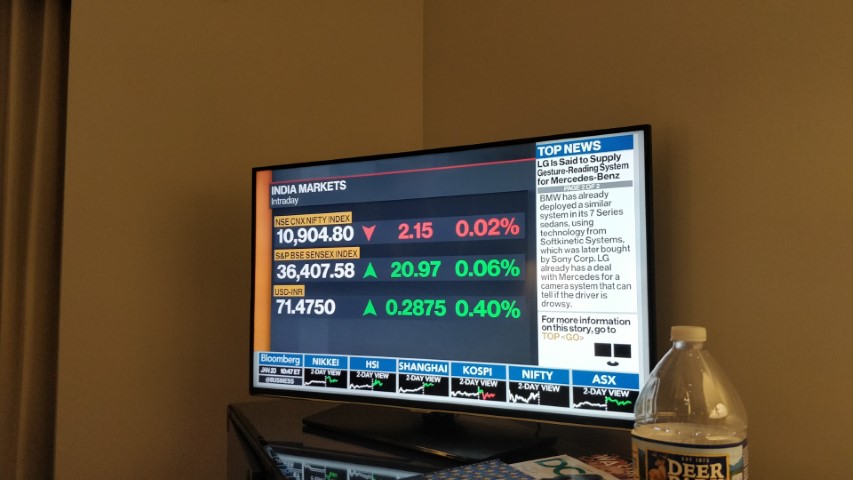 INDIA MARKETS
Intraday
NSE CNX NIFTY INDEX
10,904.80 2.15 0.02%
S&P BSE SENSEX INDEX
36,407.58 20.97 0.06%
USD-INR
71.4750 0.2875 0.40%
TOP NEWS
LG Is Said to Supply
Gesture-Reading System
for Mercedes-Benz
PAGE 2 OF 2
BMW has already
deployed a similar
system in its 7 Series
sedans, using
technology from
Softkinetic Systems,
which was later bought
by Sony Corp. LG
already has a deal
with Mercedes for a
camera system that can
tell if the driver is
drowsy.
For more information
on this story, go to
TOP <GO>
Bloomberg
JAN 20 10:47 ET
@BUSINESS
NIKKEI
2-DAY VIEW
HSI
2-DAY VIEW
SHANGHAI
2-DAY VIEW
KOSPI
2-DAY VIEW
NIFTY
2-DAY VIEW
ASX
2-DAY VIEW
DEER